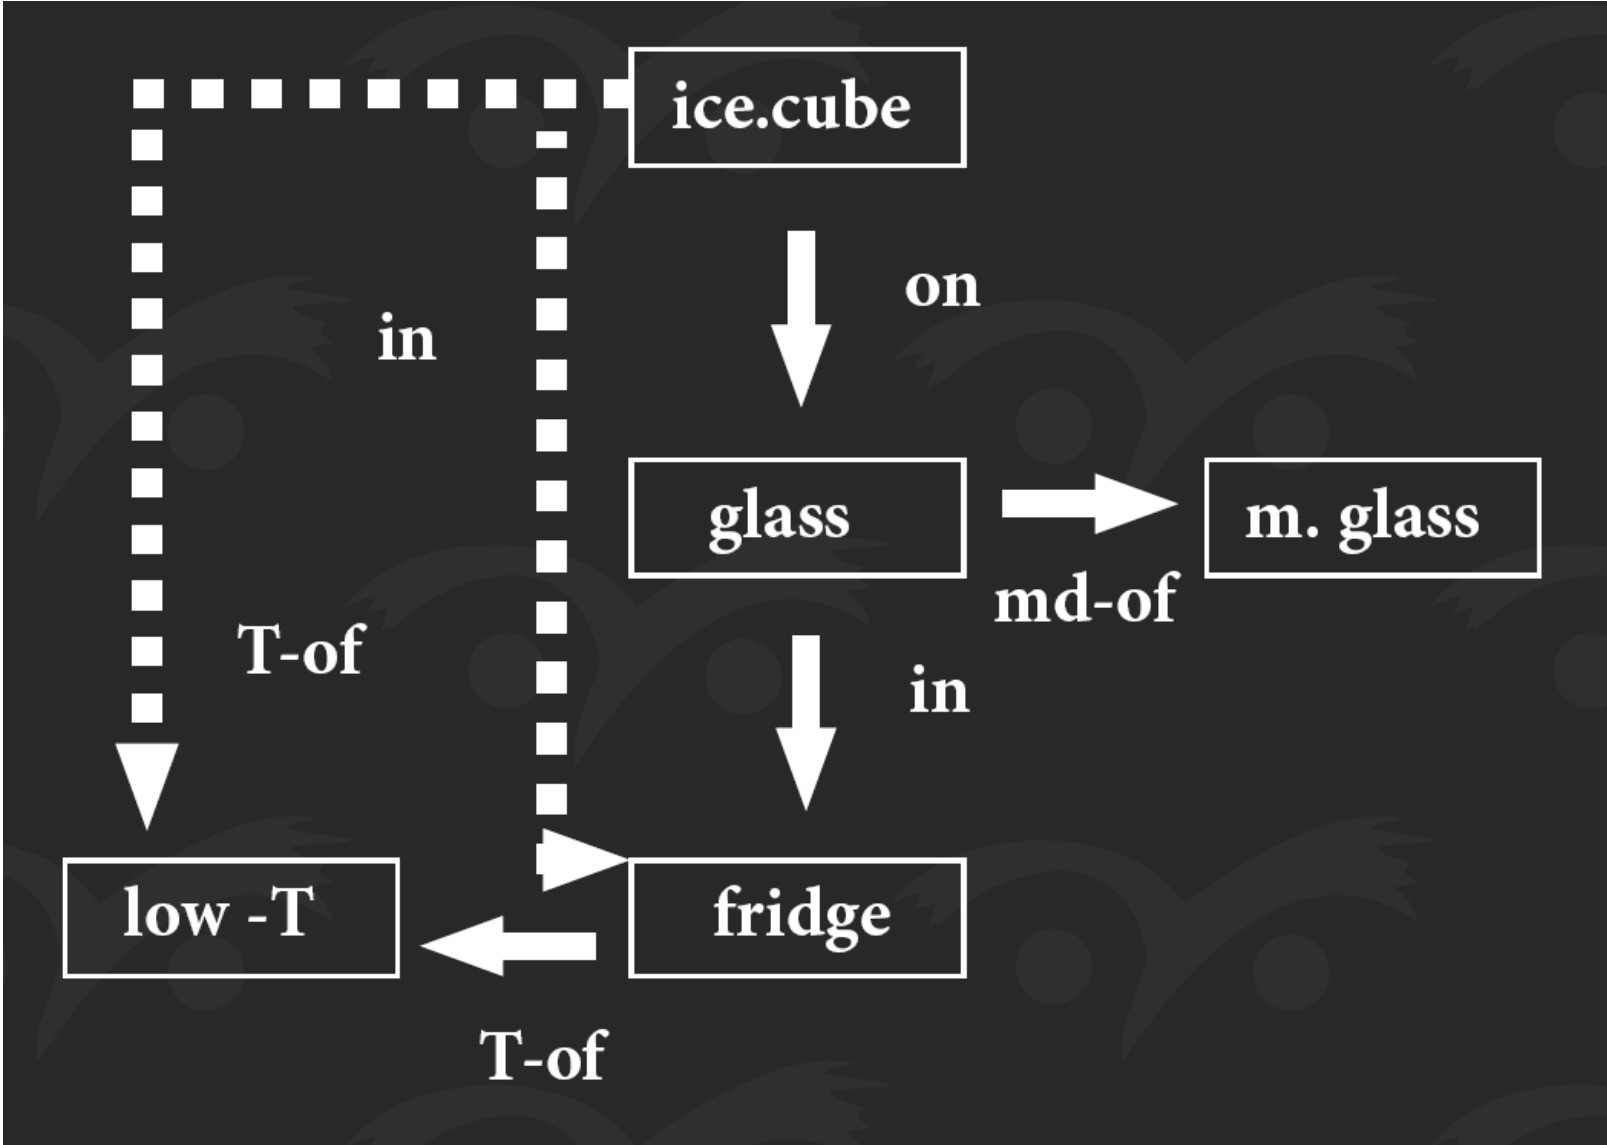 ice.cube
on
in
glass
m. glass
md-of
T-of
in
low -T
fridge
T-of